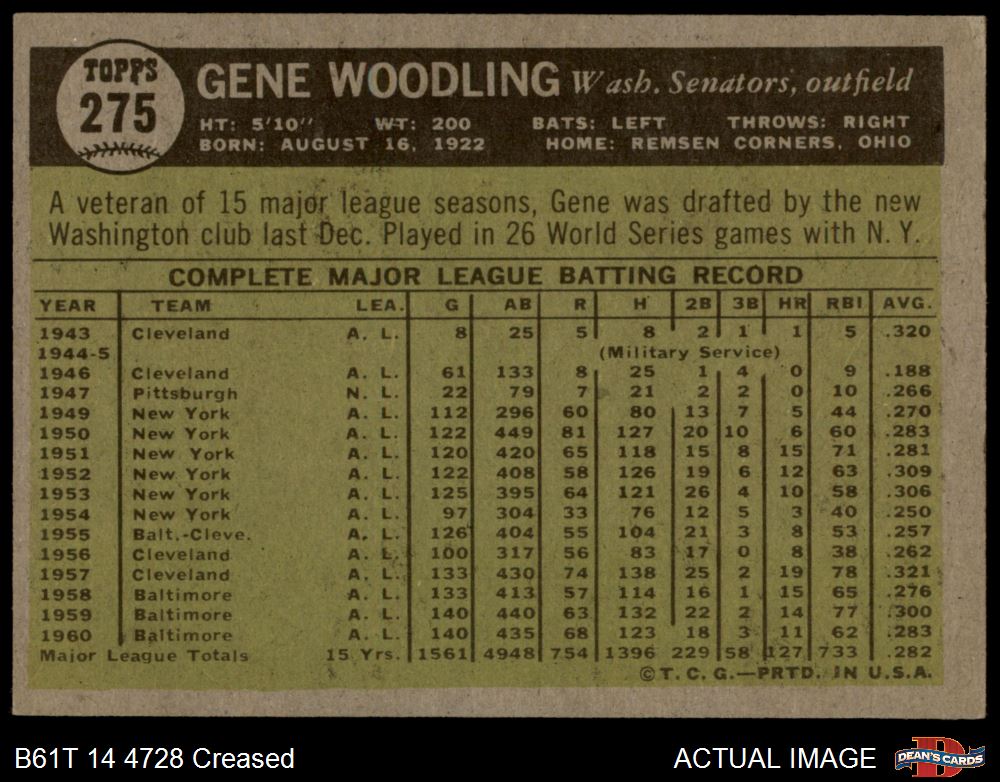 TOPPS
275
GENE WOODLING Wash. Senators, outfield
HT: 5'10" WT: 200 BATS: LEFT THROWS: RIGHT
BORN: AUGUST 16, 1922 HOME: REMSEN CORNERS, OHIO
A veteran of 15 major league seasons, Gene was drafted by the new
Washington club last Dec. Played in 26 World Series games with N. Y.
COMPLETE MAJOR LEAGUE BATTING RECORD
YEAR TEAM LEA. G AB R H 2B 3B HR RBI AVG.
1943 Cleveland A. L. 8 25 5 8 2 1 1 5 .320
1944-5 (Military Service)
1946 Cleveland A. L. 61 133 8 25 1 4 0 9 .188
1947 Pittsburgh N. L. 22 79 7 21 2 2 0 10 .266
1949 New York A. L. 112 296 60 80 13 7 5 44 .270
1950 New York A. L. 122 449 81 127 20 10 6 60 .283
1951 New York A. L. 120 420 65 118 15 8 15 71 .281
1952 New York A. L. 122 408 58 126 19 6 12 63 .309
1953 New York A. L. 125 395 64 121 26 4 10 58 .306
1954 New York A. L. 97 304 33 76 12 5 3 40 .250
1955 Balt.-Cleve. A. L. 126 404 55 104 21 3 8 53 .257
1956 Cleveland A. L. 100 317 56 83 17 0 8 38 .262
1957 Cleveland A. L. 133 430 74 138 25 2 19 78 .321
1958 Baltimore A. L. 133 413 57 114 16 1 15 65 .276
1959 Baltimore A. L. 140 440 63 132 22 2 14 77 .300
1960 Baltimore A. L. 140 435 68 123 18 3 11 62 .283
Major League Totals 15 Yrs. 1561 4948 754 1396 229 58 127 733 .282
©T. C. G.—PRTD. IN U.S.A.
B61T 14 4728 Creased ACTUAL IMAGE
DEAN'S CARDS